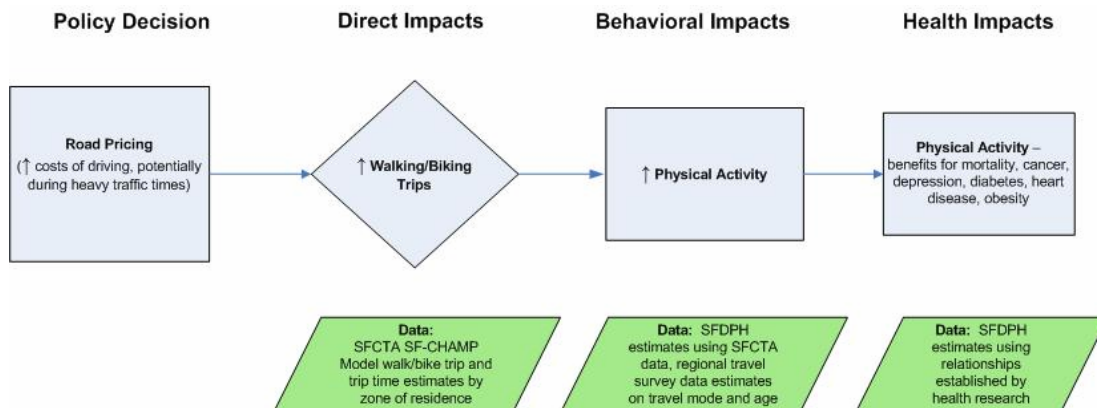 Policy Decision
Direct Impacts
Behavioral Impacts
Health Impacts
Road Pricing
(↑ costs of driving, potentially
during heavy traffic times)
↑ Walking/Biking
Trips
↑ Physical Activity
Physical Activity –
benefits for mortality, cancer,
depression, diabetes, heart
disease, obesity
Data:
SFCTA SF-CHAMP
Model walk/bike trip and
trip time estimates by
zone of residence
Data: SFDPH
estimates using SFCTA
data, regional travel
survey data estimates
on travel mode and age
Data: SFDPH
estimates using
relationships
established by
health research